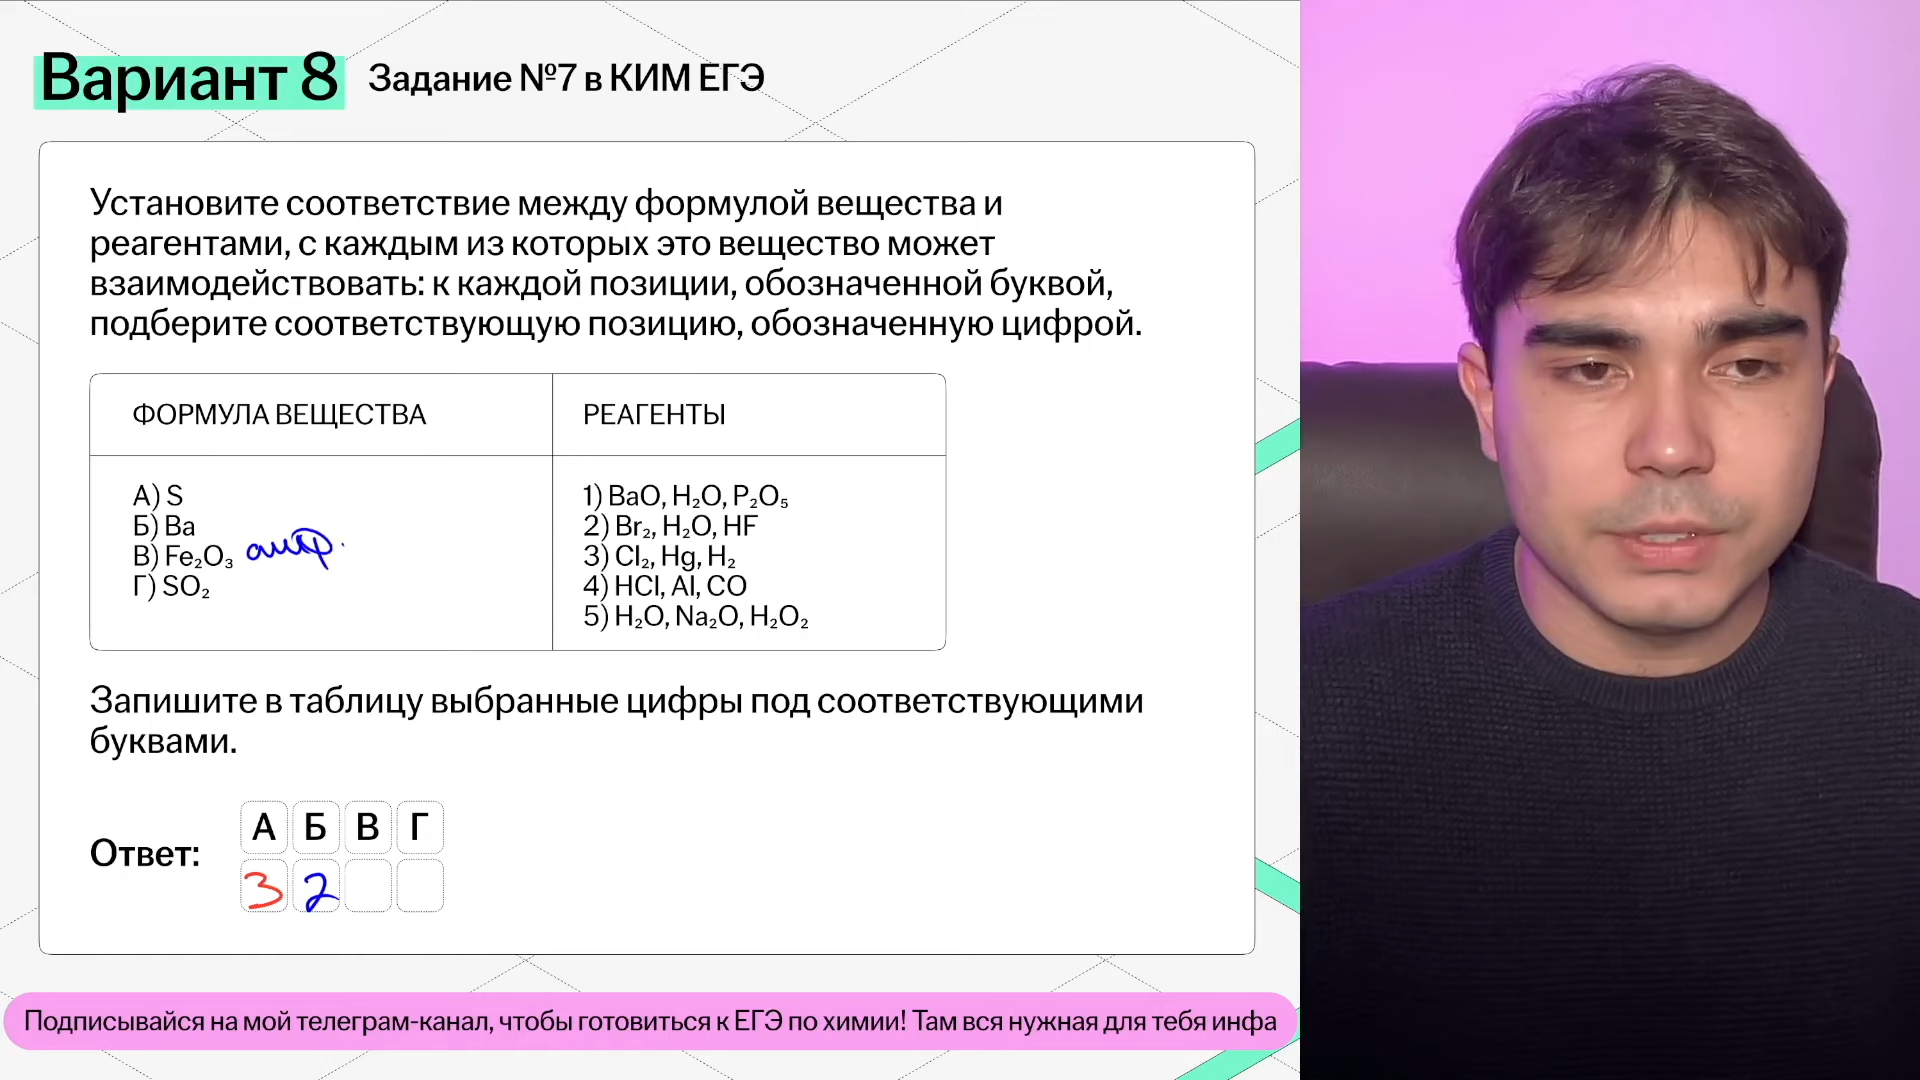 Вариант 8 Задание №7 в КИМ ЕГЭ
Установите соответствие между формулой вещества и
реагентами, с каждым из которых это вещество может
взаимодействовать: к каждой позиции, обозначенной буквой,
подберите соответствующую позицию, обозначенную цифрой.
ФОРМУЛА ВЕЩЕСТВА
А) S
Б) Ba
В) Fe₂O₃ амф.
Г) SO₂
РЕАГЕНТЫ
1) BaO, H₂O, P₂O₅
2) Br₂, H₂O, HF
3) Cl₂, Hg, H₂
4) HCl, Al, CO
5) H₂O, Na₂O, H₂O₂
Запишите в таблицу выбранные цифры под соответствующими
буквами.
Ответ:
А Б В Г
3 2
Подписывайся на мой телеграм-канал, чтобы готовиться к ЕГЭ по химии! Там вся нужная для тебя инфа